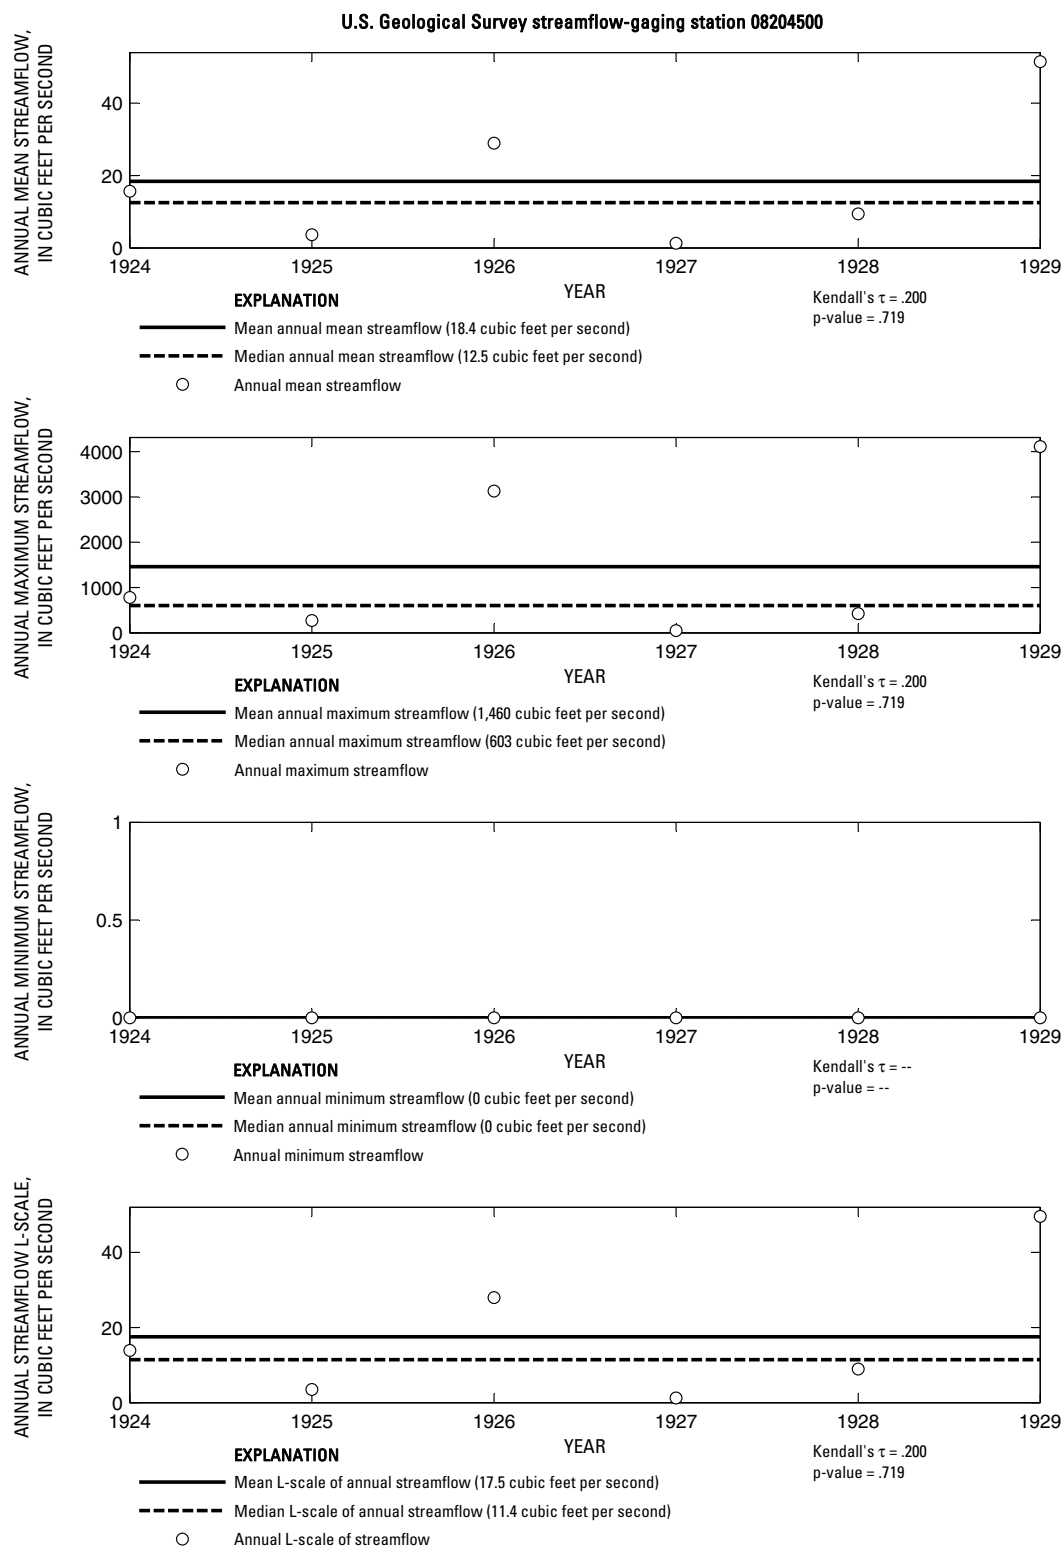 U.S. Geological Survey streamflow-gaging station 08204500
ANNUAL MEAN STREAMFLOW,
IN CUBIC FEET PER SECOND
40
20
0
1924 1925 1926 1927 1928 1929
YEAR
Kendall's τ = .200
p-value = .719
EXPLANATION
Mean annual mean streamflow (18.4 cubic feet per second)
Median annual mean streamflow (12.5 cubic feet per second)
Annual mean streamflow
ANNUAL MAXIMUM STREAMFLOW,
IN CUBIC FEET PER SECOND
4000
3000
2000
1000
0
1924 1925 1926 1927 1928 1929
YEAR
Kendall's τ = .200
p-value = .719
EXPLANATION
Mean annual maximum streamflow (1,460 cubic feet per second)
Median annual maximum streamflow (603 cubic feet per second)
Annual maximum streamflow
ANNUAL MINIMUM STREAMFLOW,
IN CUBIC FEET PER SECOND
1
0.5
0
1924 1925 1926 1927 1928 1929
YEAR
Kendall's τ = --
p-value = --
EXPLANATION
Mean annual minimum streamflow (0 cubic feet per second)
Median annual minimum streamflow (0 cubic feet per second)
Annual minimum streamflow
ANNUAL STREAMFLOW L-SCALE,
IN CUBIC FEET PER SECOND
40
20
0
1924 1925 1926 1927 1928 1929
YEAR
Kendall's τ = .200
p-value = .719
EXPLANATION
Mean L-scale of annual streamflow (17.5 cubic feet per second)
Median L-scale of annual streamflow (11.4 cubic feet per second)
Annual L-scale of streamflow